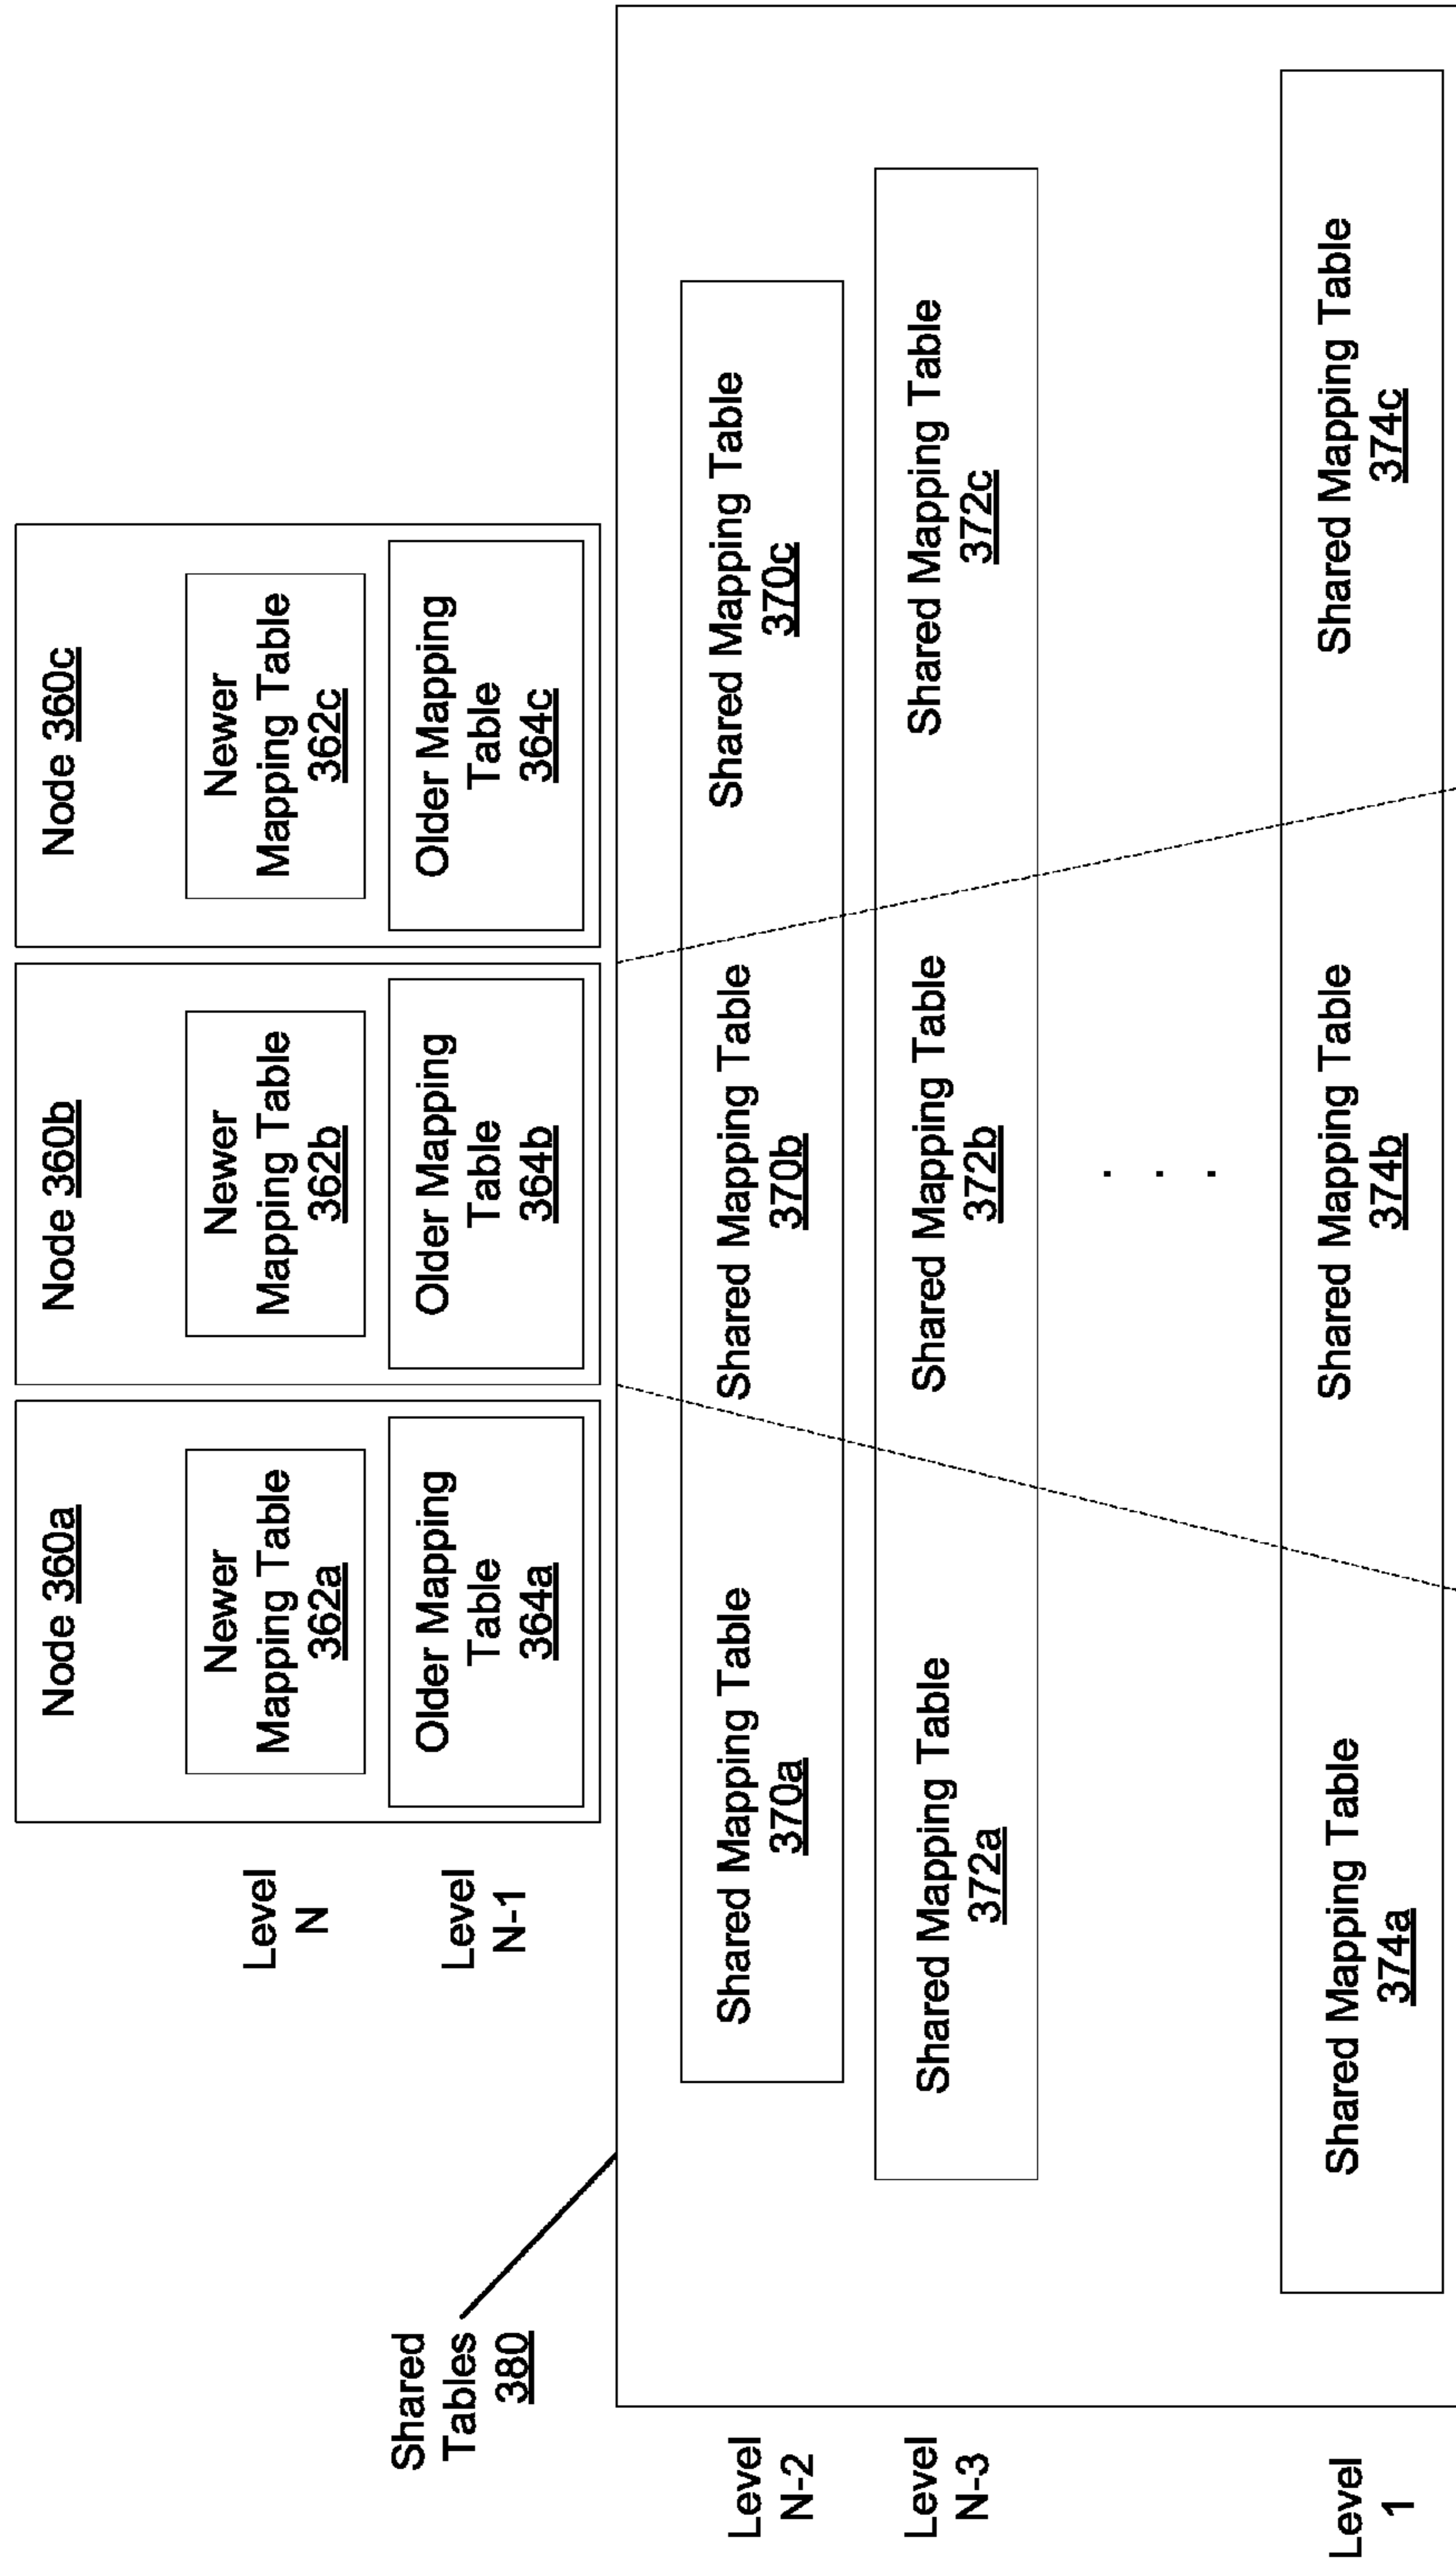 Node 360a
Node 360b
Node 360c
Level
N
Newer
Mapping Table
362a
Newer
Mapping Table
362b
Newer
Mapping Table
362c
Level
N-1
Older Mapping
Table
364a
Older Mapping
Table
364b
Older Mapping
Table
364c
Shared
Tables
380
Level
N-2
Shared Mapping Table
370a
Shared Mapping Table
370b
Shared Mapping Table
370c
Level
N-3
Shared Mapping Table
372a
Shared Mapping Table
372b
Shared Mapping Table
372c
. . .
Level
1
Shared Mapping Table
374a
Shared Mapping Table
374b
Shared Mapping Table
374c